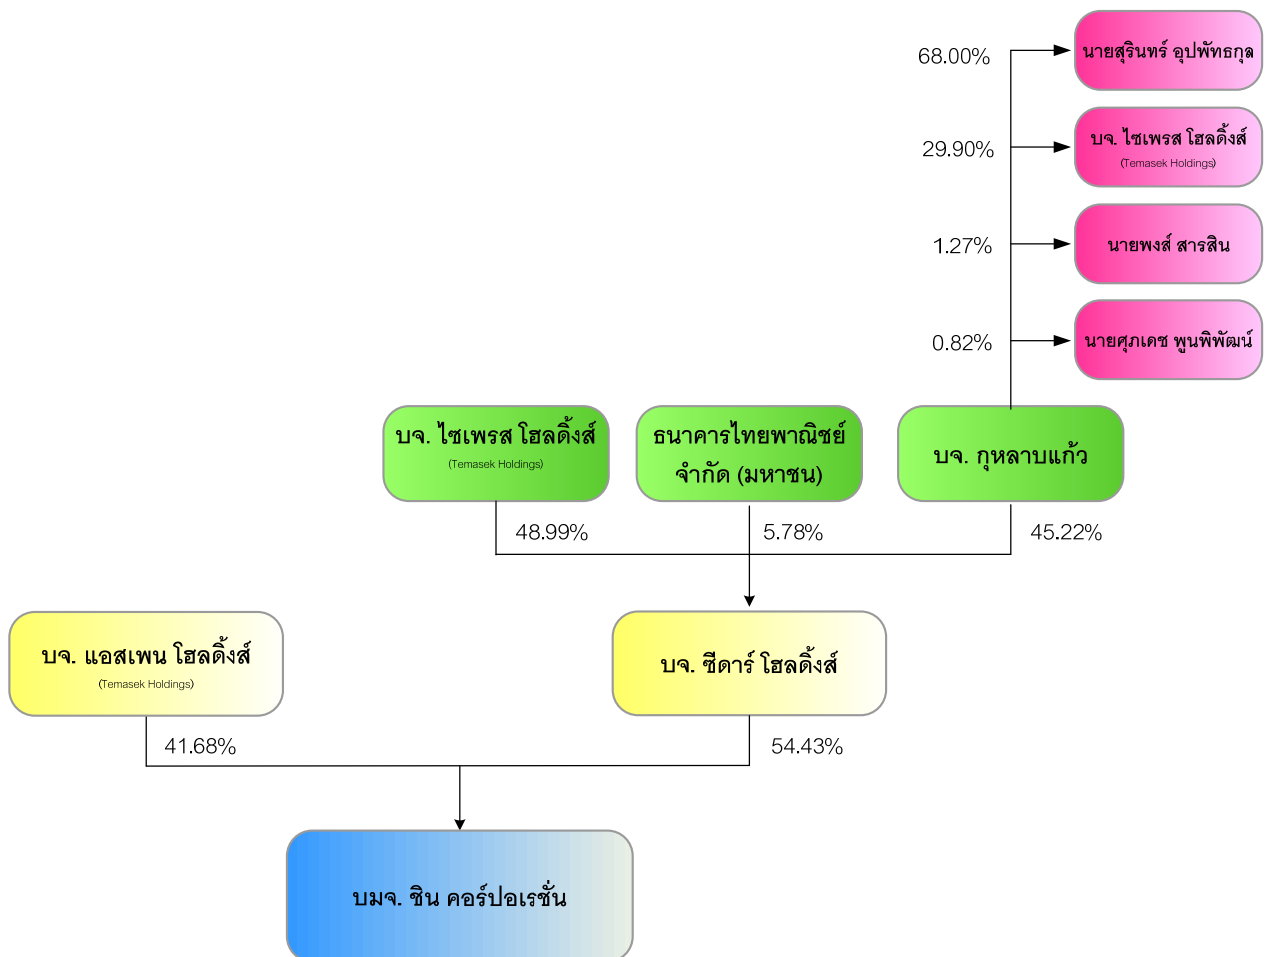 68.00%
นายสุรินทร์ อุปพัทธกุล
29.90%
บจ. ไซเพรส โฮลดิ้งส์
(Temasek Holdings)
1.27%
นายพงส์ สารสิน
0.82%
นายศุภเดช พูนพิพัฒน์
บจ. ไซเพรส โฮลดิ้งส์
(Temasek Holdings)
ธนาคารไทยพาณิชย์
จำกัด (มหาชน)
บจ. กุหลาบแก้ว
48.99%
5.78%
45.22%
บจ. แอสเพน โฮลดิ้งส์
(Temasek Holdings)
บจ. ซีดาร์ โฮลดิ้งส์
41.68%
54.43%
บมจ. ชิน คอร์ปอเรชั่น